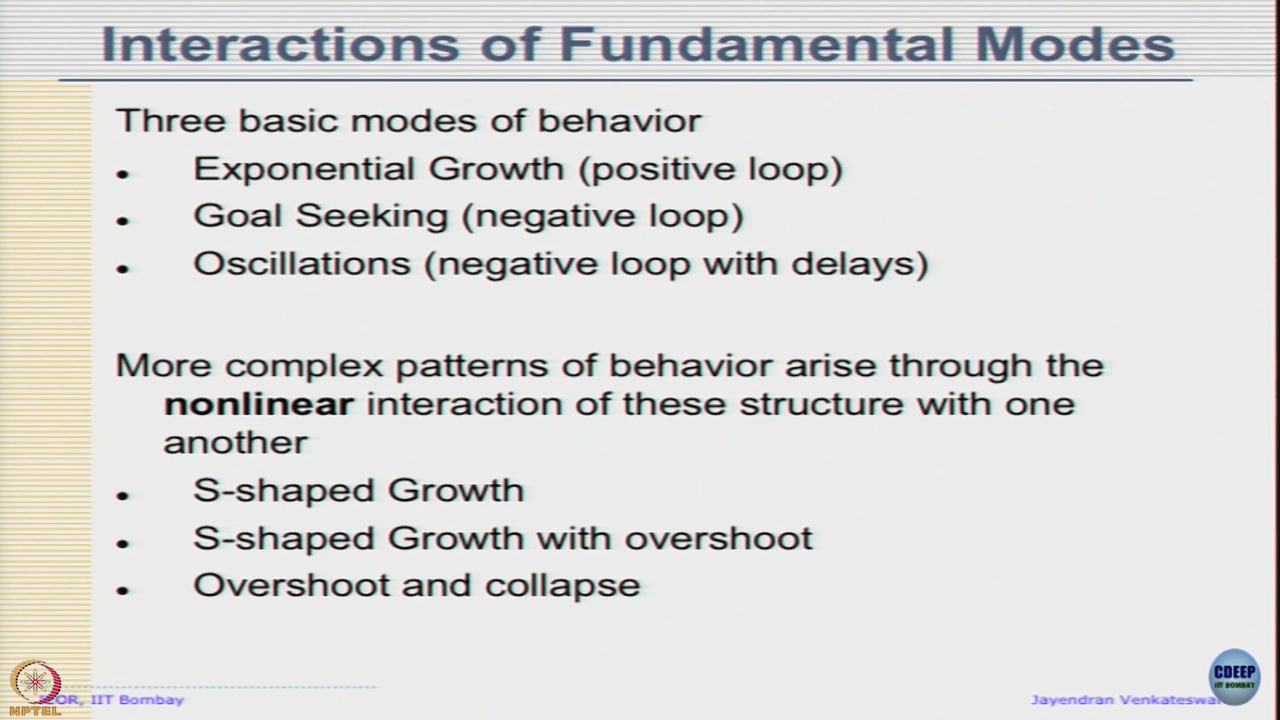 Interactions of Fundamental Modes
Three basic modes of behavior
• Exponential Growth (positive loop)
• Goal Seeking (negative loop)
• Oscillations (negative loop with delays)
More complex patterns of behavior arise through the
nonlinear interaction of these structure with one
another
• S-shaped Growth
• S-shaped Growth with overshoot
• Overshoot and collapse
IIT Bombay
Jayendran
CDEEP
IIT BOMBAY
NPTEL